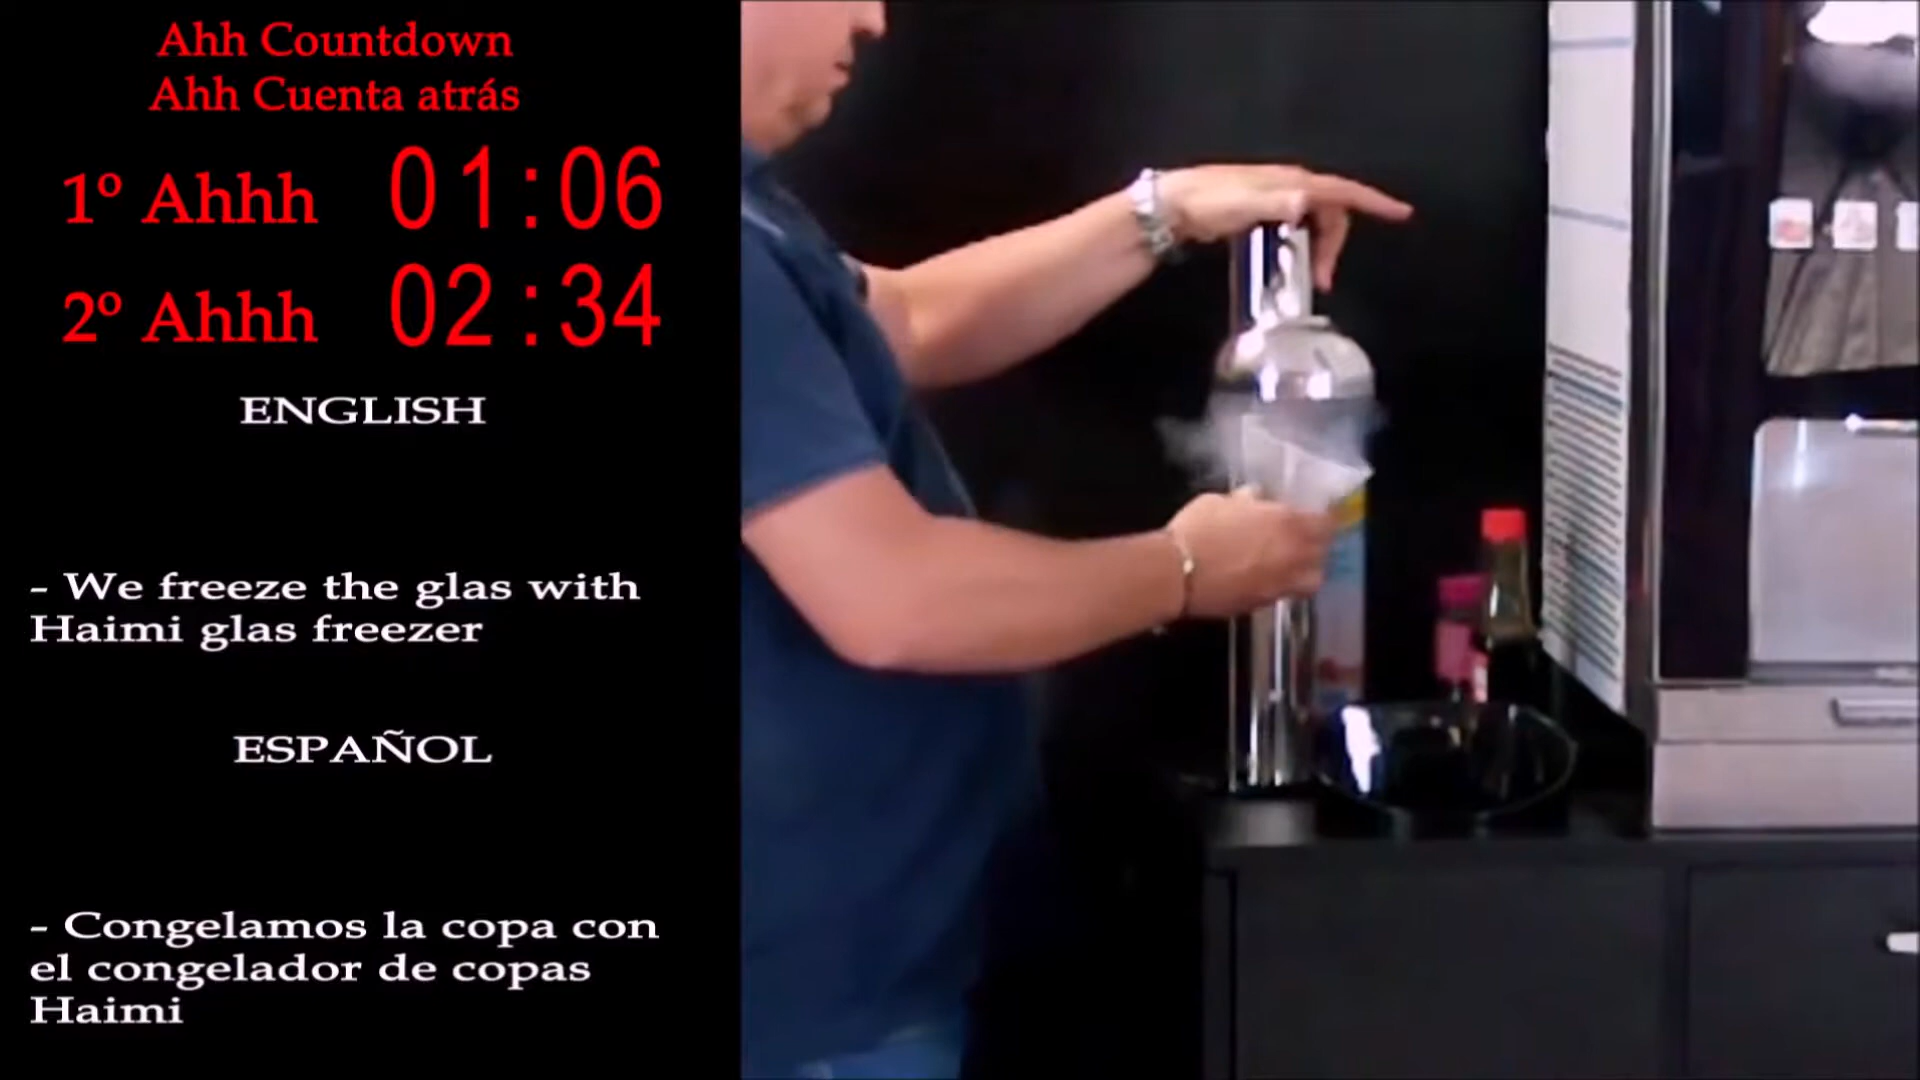 Ahh Countdown
Ahh Cuenta atrás
1º Ahhh 01:06
2º Ahhh 02:34
ENGLISH
- We freeze the glas with
Haimi glas freezer
ESPAÑOL
- Congelamos la copa con
el congelador de copas
Haimi